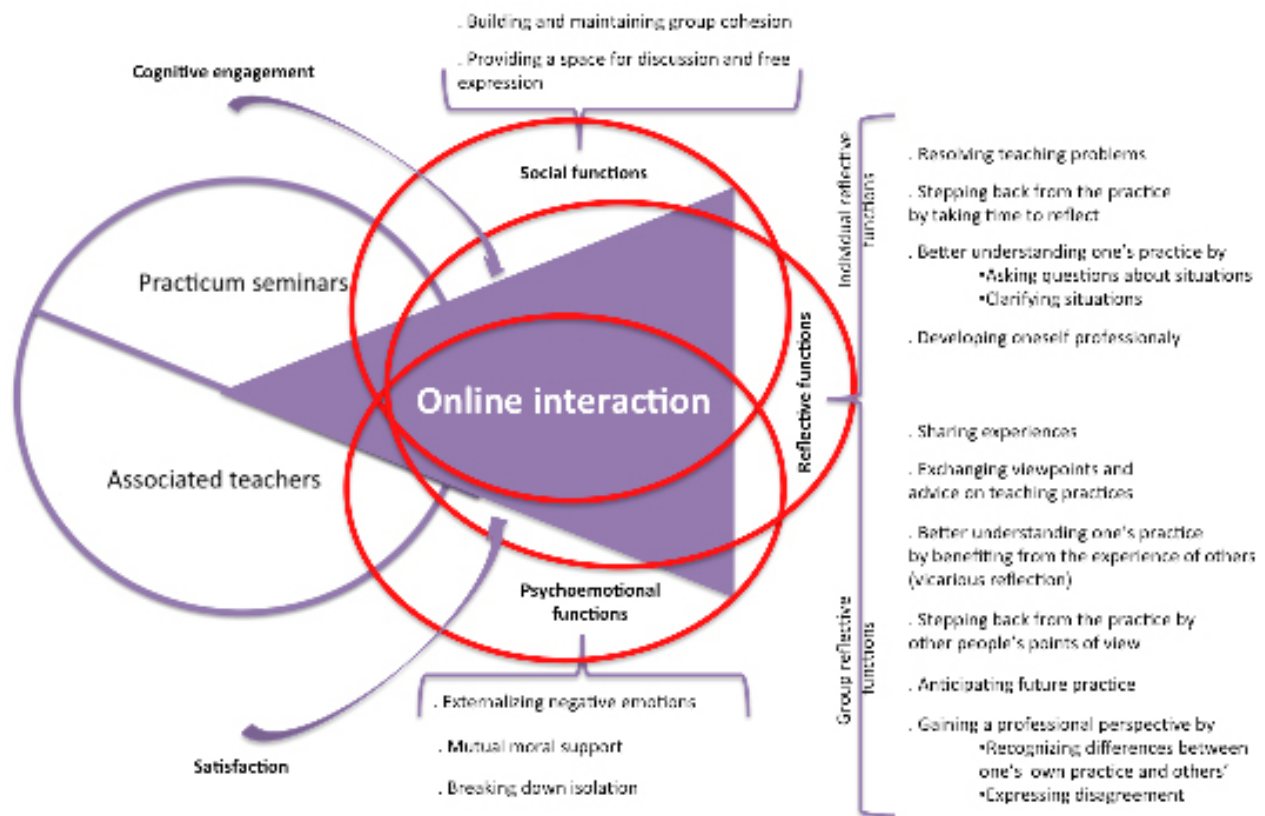 . Building and maintaining group cohesion
. Providing a space for discussion and free
expression
Cognitive engagement
Social functions
Practicum seminars
Associated teachers
Online interaction
Reflective functions
Psychoemotional
functions
. Externalizing negative emotions
. Mutual moral support
. Breaking down isolation
Satisfaction
Individual reflective
functions
. Resolving teaching problems
. Stepping back from the practice
by taking time to reflect
. Better understanding one's practice by
•Asking questions about situations
•Clarifying situations
. Developing oneself professionaly
Group reflective
functions
. Sharing experiences
. Exchanging viewpoints and
advice on teaching practices
. Better understanding one's practice
by benefiting from the experience of others
(vicarious reflection)
. Stepping back from the practice by
other people's points of view
. Anticipating future practice
. Gaining a professional perspective by
•Recognizing differences between
one's own practice and others'
•Expressing disagreement